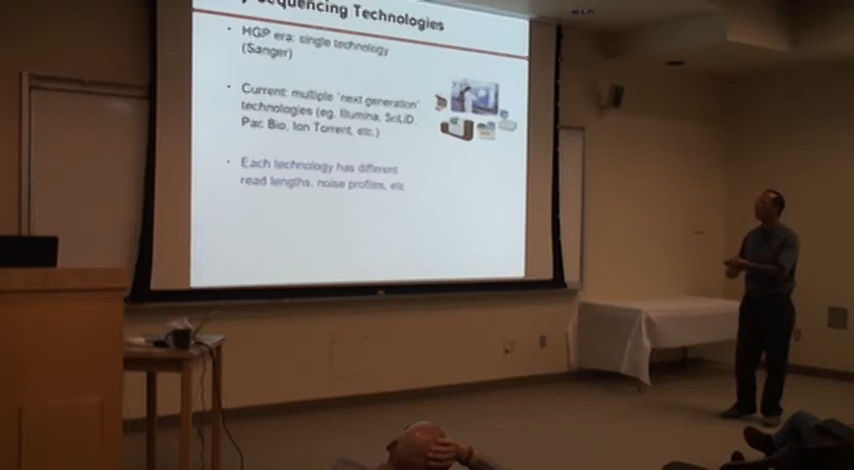 Sequencing Technologies
· HGP era: single technology
(Sanger)
· Current: multiple "next generation"
technologies (eg. Illumina, SoLiD,
Pac Bio, Ion Torrent, etc.)
· Each technology has different
read lengths, noise profiles, etc